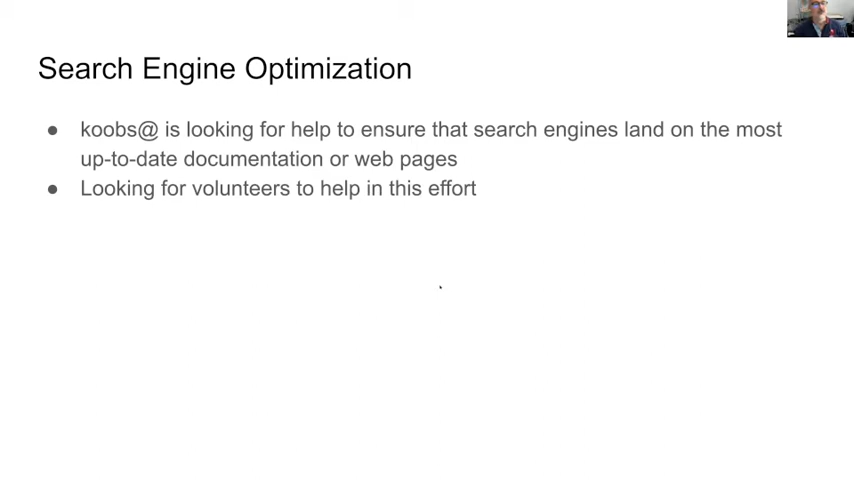 Search Engine Optimization
● koobs@ is looking for help to ensure that search engines land on the most
up-to-date documentation or web pages
● Looking for volunteers to help in this effort